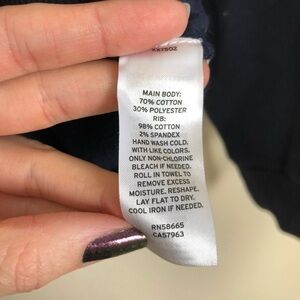 MAIN BODY:
70% COTTON
30% POLYESTER
RIB:
98% COTTON
2% SPANDEX
HAND WASH COLD.
WITH LIKE COLORS.
ONLY NON-CHLORINE
BLEACH IF NEEDED.
ROLL IN TOWEL TO
REMOVE EXCESS
MOISTURE. RESHAPE.
LAY FLAT TO DRY.
COOL IRON IF NEEDED.
RN58665
CA57963